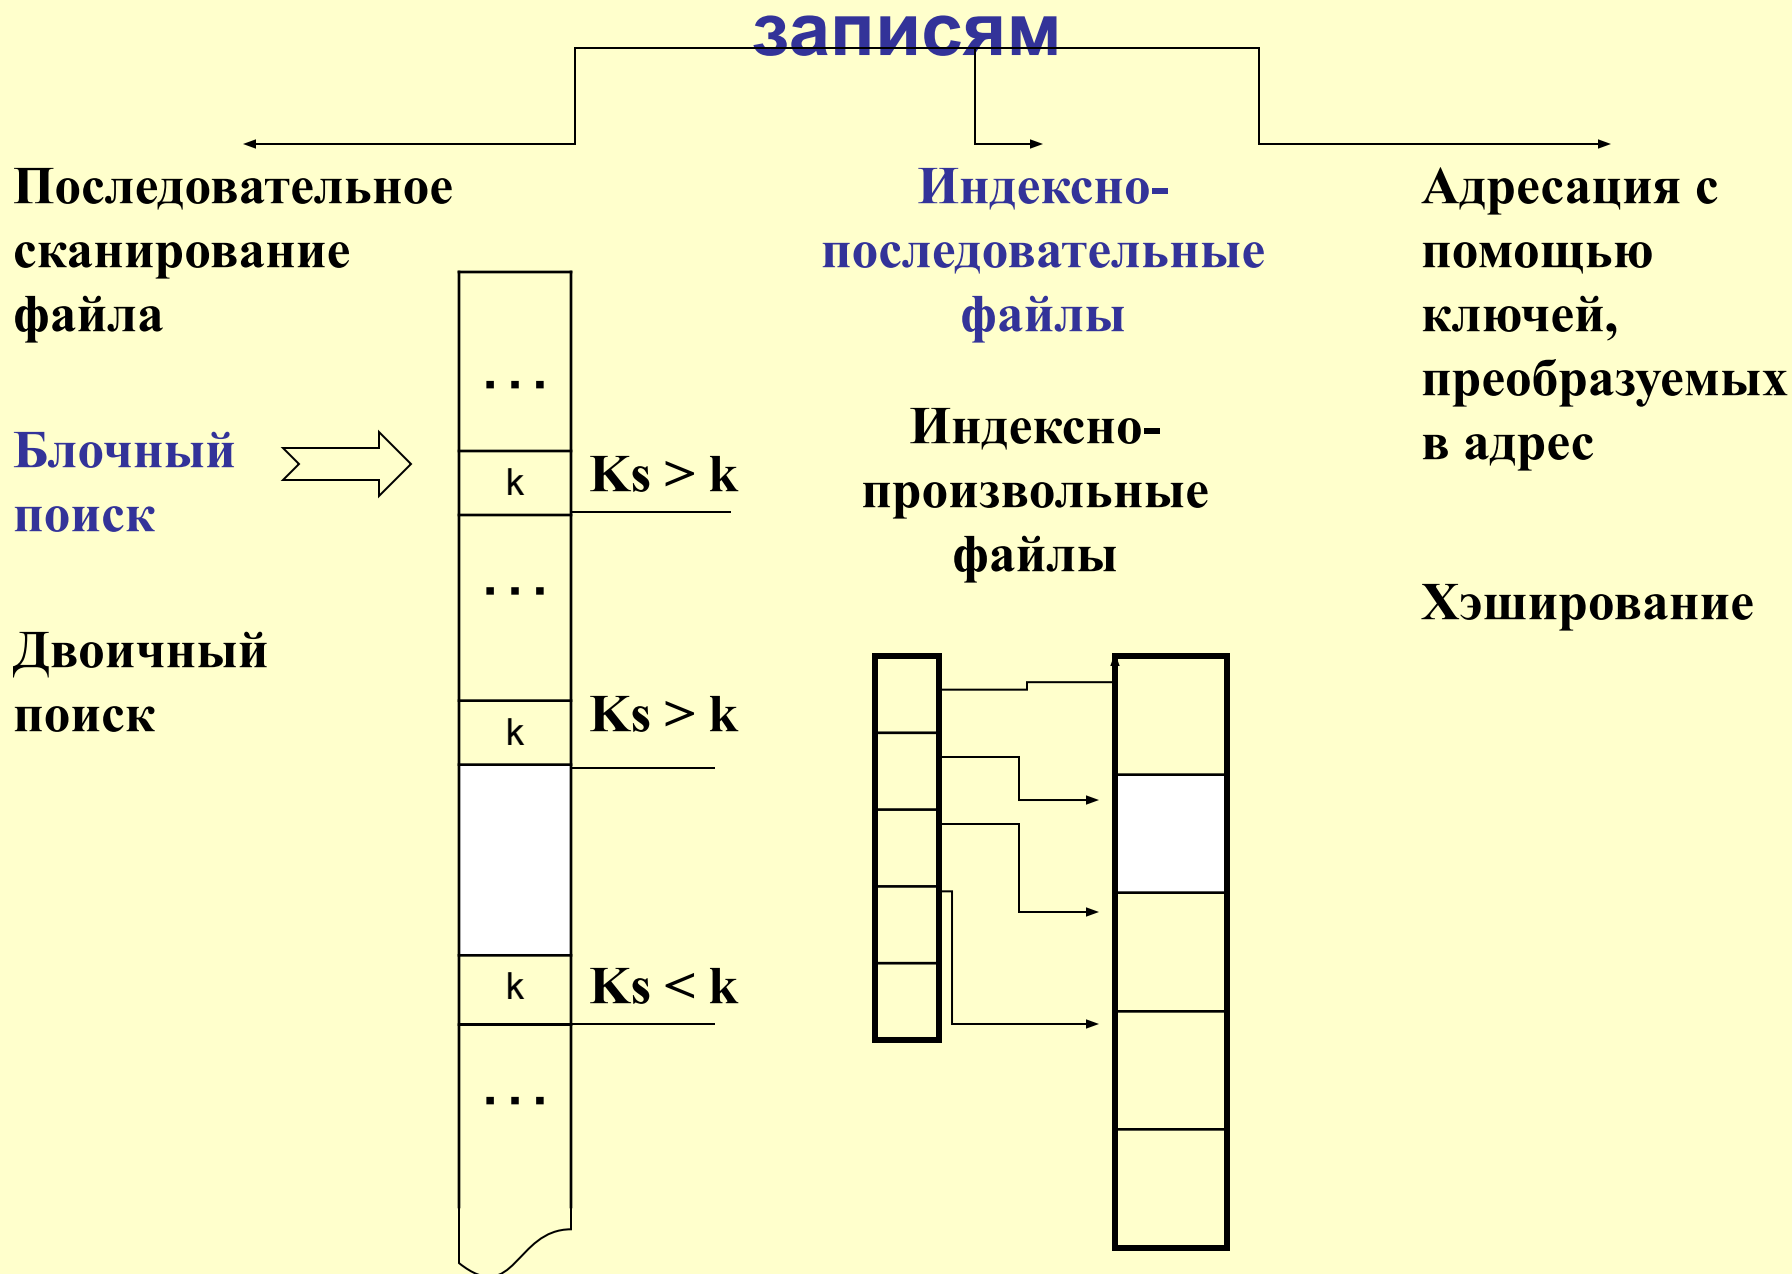 записям
Последовательное
сканирование
файла
Блочный
поиск
Двоичный
поиск
. . .
k
Ks > k
. . .
k
Ks > k
k
Ks < k
. . .
Индексно-
последовательные
файлы
Индексно-
произвольные
файлы
Адресация с
помощью
ключей,
преобразуемых
в адрес
Хэширование